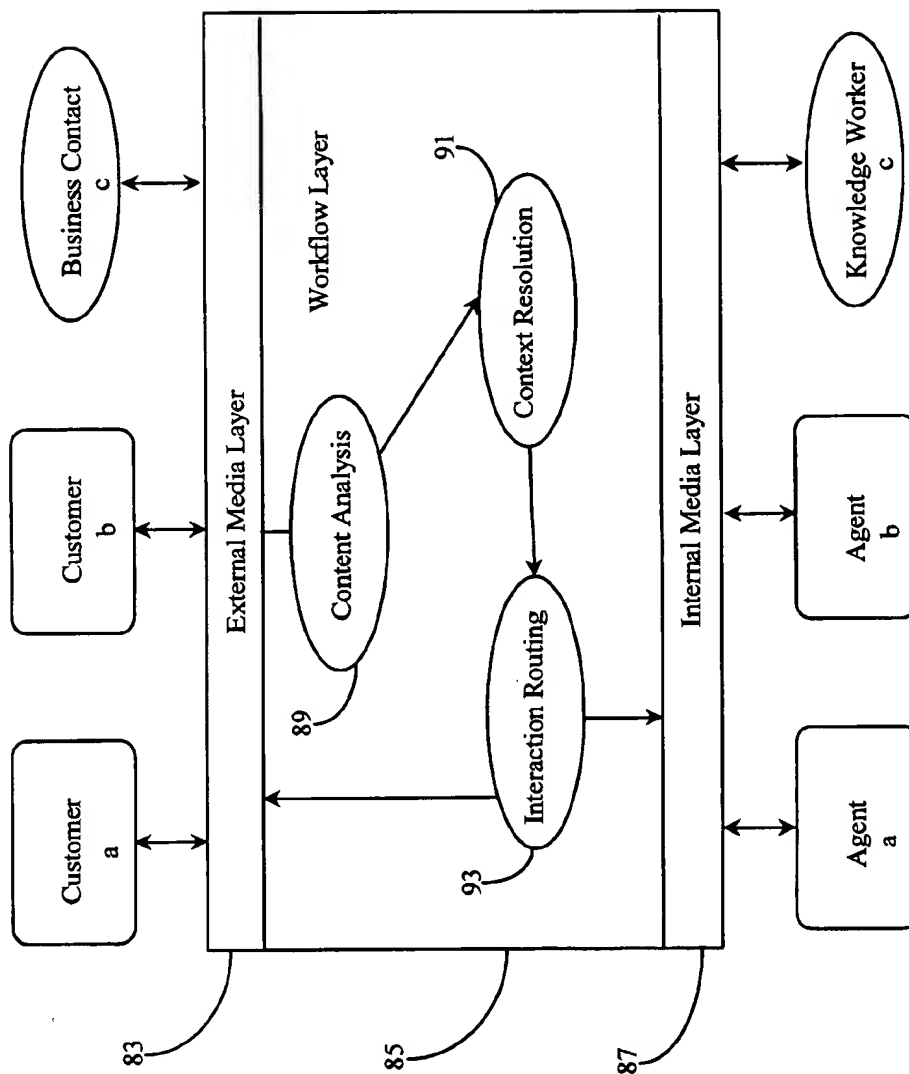 Customer
a
Customer
b
Business Contact
c
83
External Media Layer
Workflow Layer
85
89
Content Analysis
91
Context Resolution
93
Interaction Routing
87
Internal Media Layer
Agent
a
Agent
b
Knowledge Worker
c